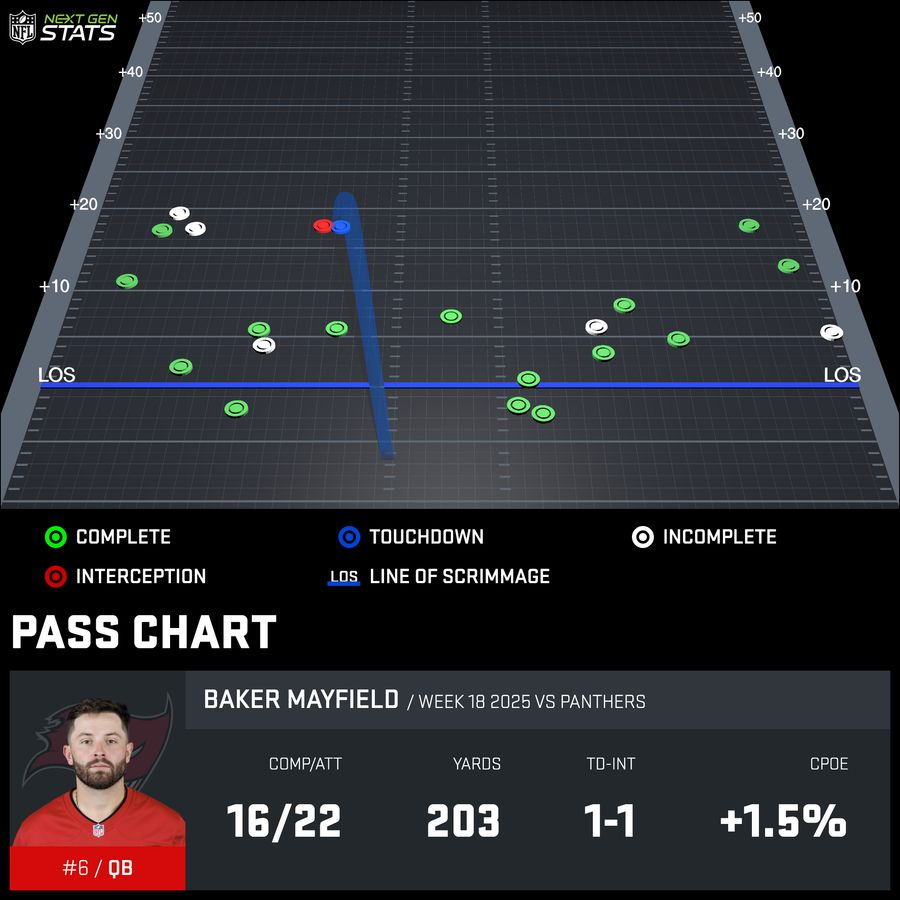 NFL NEXT GEN STATS
+50 +50
+40 +40
+30 +30
+20 +20
+10 +10
LOS LOS
COMPLETE TOUCHDOWN INCOMPLETE
INTERCEPTION LOS LINE OF SCRIMMAGE
PASS CHART
BAKER MAYFIELD / WEEK 18 2025 VS PANTHERS
COMP/ATT YARDS TD-INT CPOE
16/22 203 1-1 +1.5%
#6 / QB